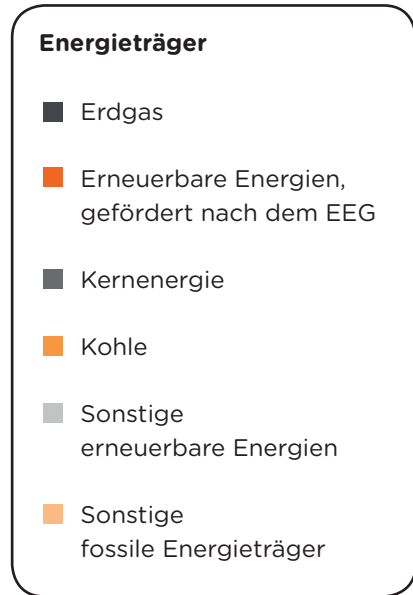 Energieträger
Erdgas
Erneuerbare Energien,
gefördert nach dem EEG
Kernenergie
Kohle
Sonstige
erneuerbare Energien
Sonstige
fossile Energieträger